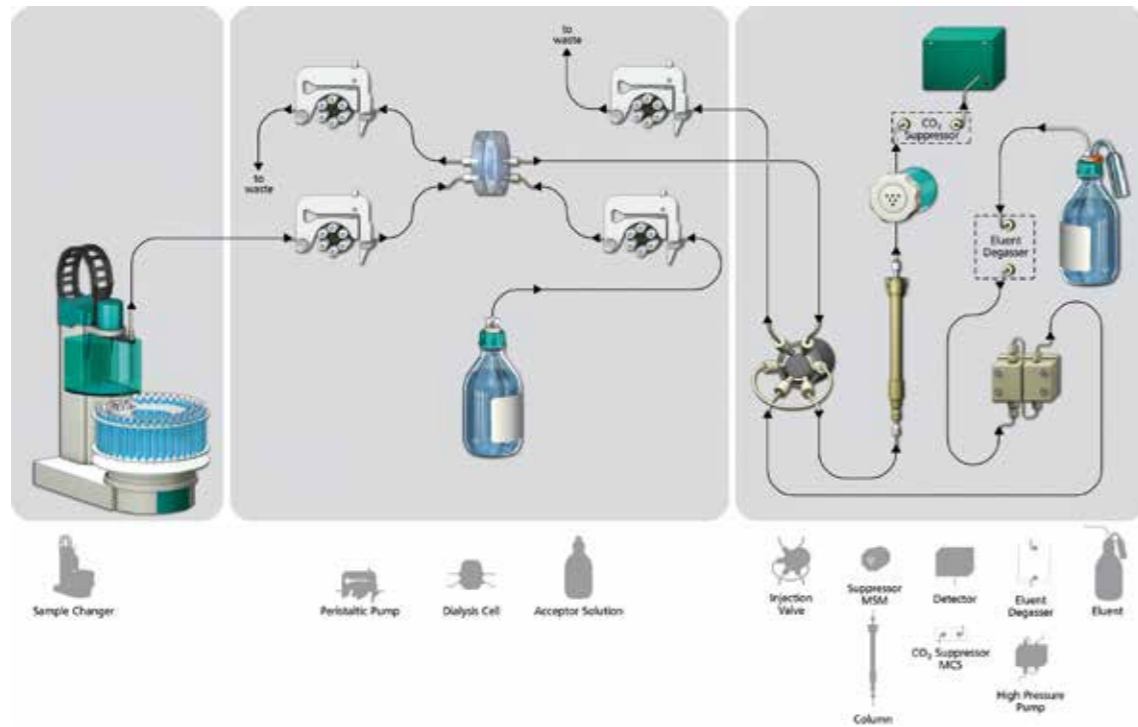 to
waste
to
waste
CO2
Suppressor
Eluent
Degasser
Sample Changer
Peristaltic Pump
Dialysis Cell
Acceptor Solution
Injection
Valve
Suppressor
MSM
Detector
Eluent
Degasser
Eluent
CO2 Suppressor
MCS
High Pressure
Pump
Column